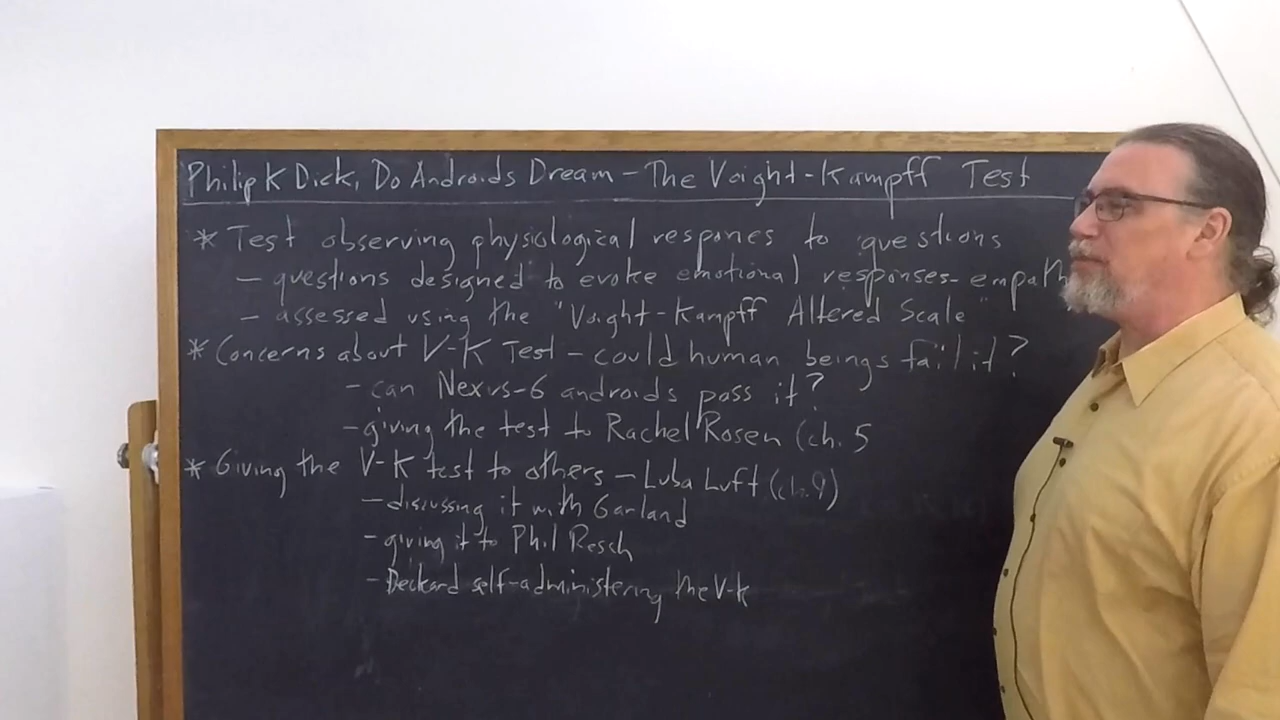 Philip K Dick, Do Androids Dream - The Voight-Kampff Test
* Test observing physiological respones to questions
- questions designed to evoke emotional responses - empath
- assessed using the "Voight-Kampff Altered Scale"
* Concerns about V-K Test - could human beings fail it?
- can Nexus-6 androids pass it?
- giving the test to Rachel Rosen (ch. 5
* Giving the V-K test to others - Luba Luft (ch. 9)
- discussing it with Garland
- giving it to Phil Resch
- Deckard self-administering the V-K